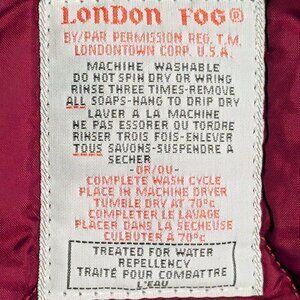 LONDON FOG®
BY/PAR PERMISSION REG. T.M.
LONDONTOWN CORP. U.S.A.
MACHINE WASHABLE
DO NOT SPIN DRY OR WRING
RINSE THREE TIMES-REMOVE
ALL SOAPS-HANG TO DRIP DRY
LAVER A LA MACHINE
NE PAS ESSORER OU TORDRE
RINSER TROIS FOIS-ENLEVER
TOUS SAVONS-SUSPENDRE A
SECHER
-OR/OU-
COMPLETE WASH CYCLE
PLACE IN MACHINE DRYER
TUMBLE DRY AT 70°C
COMPLETER LE LAVAGE
PLACER DANS LA SECHEUSE
CULBUTER A 70°C
TREATED FOR WATER
REPELLENCY
TRAITÉ POUR COMBATTRE
L'EAU